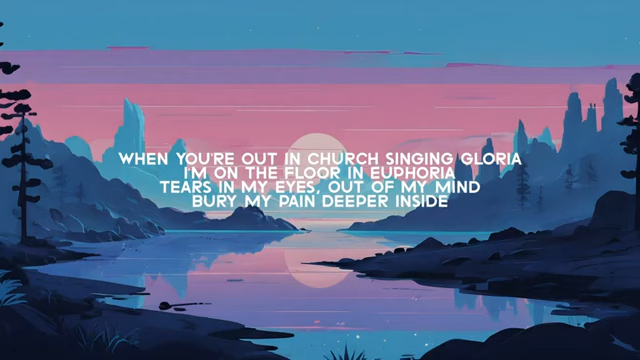 WHEN YOU'RE OUT IN CHURCH SINGING GLORIA
I'M ON THE FLOOR IN EUPHORIA
TEARS IN MY EYES, OUT OF MY MIND
BURY MY PAIN DEEPER INSIDE